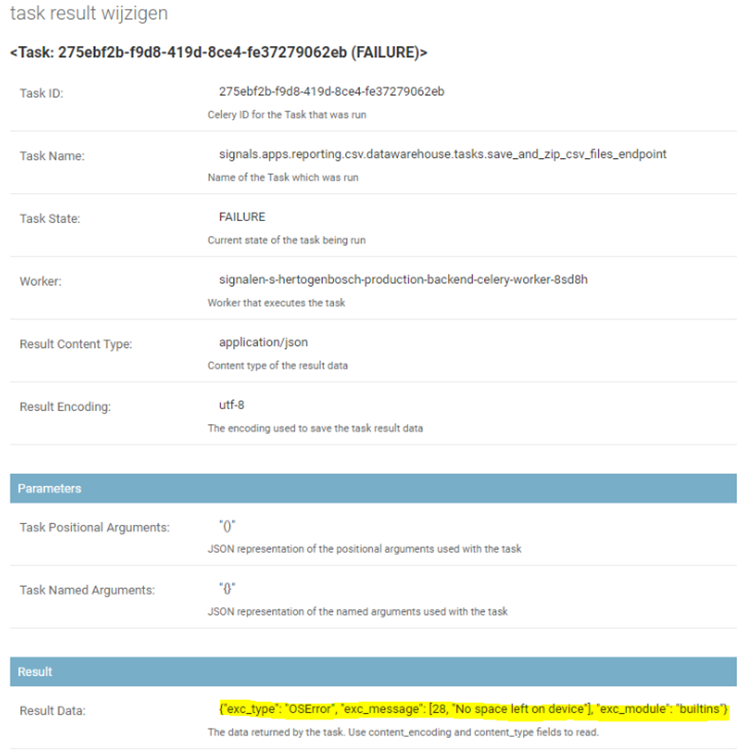 task result wijzigen
<Task: 275ebf2b-f9d8-419d-8ce4-fe37279062eb (FAILURE)>
Task ID: 275ebf2b-f9d8-419d-8ce4-fe37279062eb
Celery ID for the Task that was run
Task Name: signals.apps.reporting.csv.datawarehouse.tasks.save_and_zip_csv_files_endpoint
Name of the Task which was run
Task State: FAILURE
Current state of the task being run
Worker: signalen-s-hertogenbosch-production-backend-celery-worker-8sd8h
Worker that executes the task
Result Content Type: application/json
Content type of the result data
Result Encoding: utf-8
The encoding used to save the task result data
Parameters
Task Positional Arguments: "()"
JSON representation of the positional arguments used with the task
Task Named Arguments: "{}"
JSON representation of the named arguments used with the task
Result
Result Data: {"exc_type": "OSError", "exc_message": [28, "No space left on device"], "exc_module": "builtins"}
The data returned by the task. Use content_encoding and content_type fields to read.